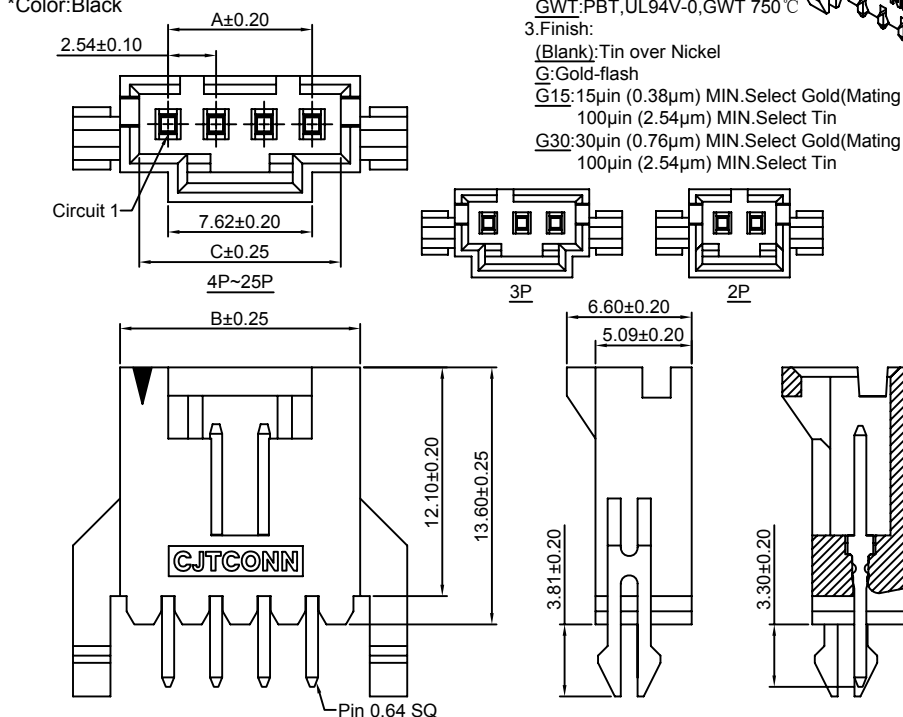 *Color:Black
GWT:PBT,UL94V-0,GWT 750℃
3.Finish:
(Blank):Tin over Nickel
G:Gold-flash
G15:15μin (0.38μm) MIN.Select Gold(Mating
100μin (2.54μm) MIN.Select Tin
G30:30μin (0.76μm) MIN.Select Gold(Mating
100μin (2.54μm) MIN.Select Tin
A±0.20
2.54±0.10
Circuit 1
7.62±0.20
C±0.25
4P~25P
3P
2P
B±0.25
6.60±0.20
5.09±0.20
12.10±0.20
13.60±0.25
3.81±0.20
3.30±0.20
CJTCONN
Pin 0.64 SQ